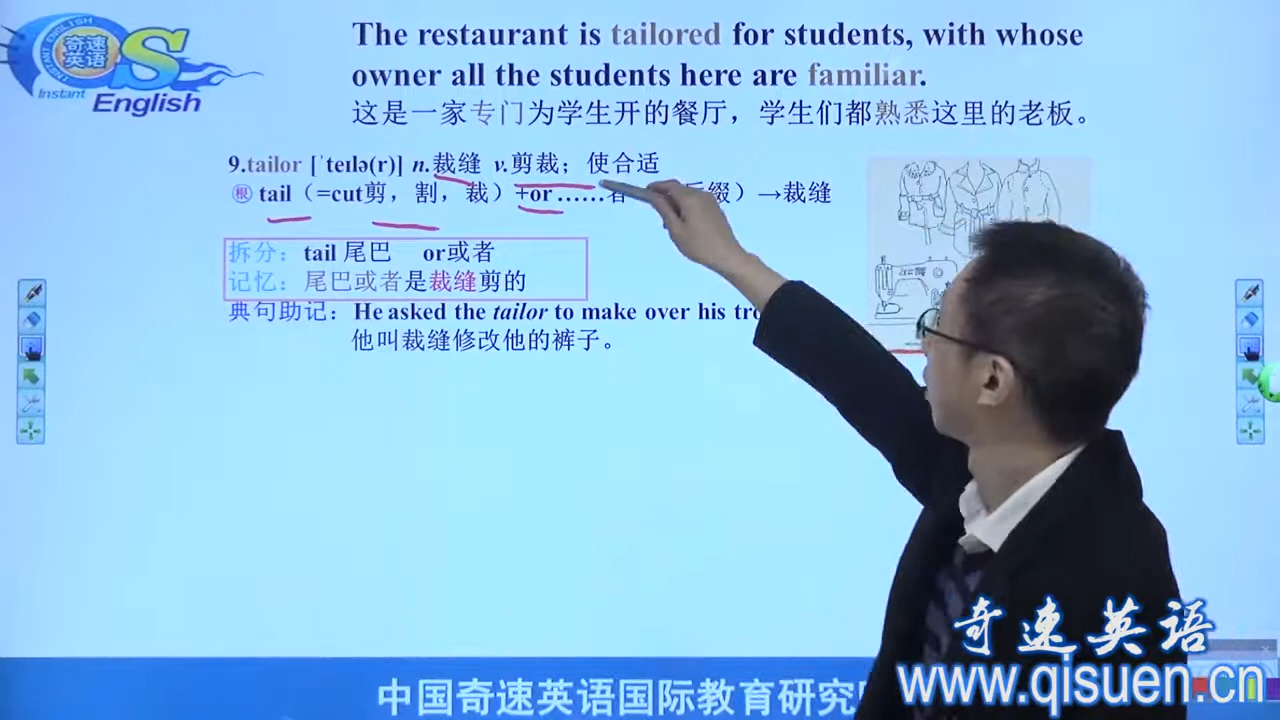 INSTANT ENGLISH
奇速
英语
S
Instant
English
The restaurant is tailored for students, with whose
owner all the students here are familiar.
这是一家专门为学生开的餐厅，学生们都熟悉这里的老板。
9.tailor [ˈteɪlə(r)] n.裁缝 v.剪裁；使合适
根 tail（=cut剪，割，裁）+or……者 后缀）→裁缝
拆分：tail 尾巴 or或者
记忆：尾巴或者是裁缝剪的
典句助记：He asked the tailor to make over his
他叫裁缝修改他的裤子。
中国奇速英语国际教育研究
奇速英语
www.qisuen.cn